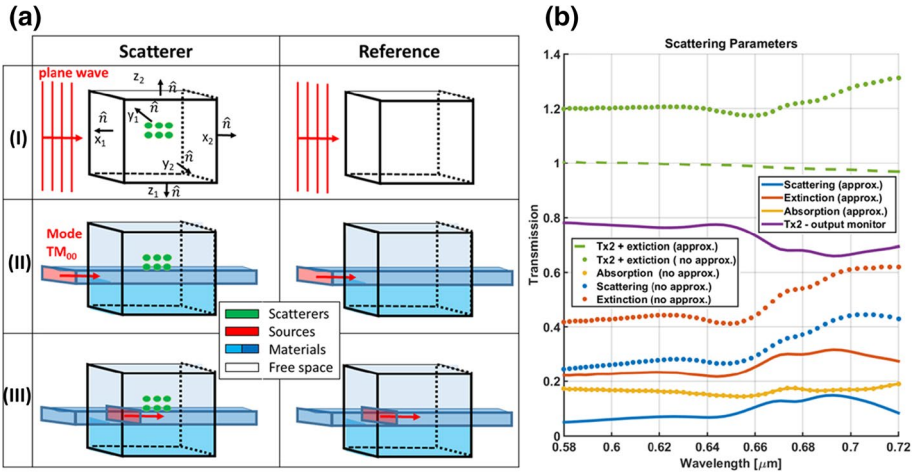 (a)
Scatterer
Reference
(I)
plane wave
z2
n̂
y1
n̂
n̂
x1
x2
n̂
y2
n̂
z1
n̂
(II)
Mode
TM00
Scatterers
Sources
Materials
Free space
(III)
(b)
Scattering Parameters
Transmission
1.4
1.2
1
0.8
0.6
0.4
0.2
0
Scattering (approx.)
Extinction (approx.)
Absorption (approx.)
Tx2 - output monitor
Tx2 + extiction (approx.)
Tx2 + extiction ( no approx.)
Absorption (no approx.)
Scattering (no approx.)
Extinction (no approx.)
0.58
0.6
0.62
0.64
0.66
0.68
0.7
0.72
Wavelength [μm]